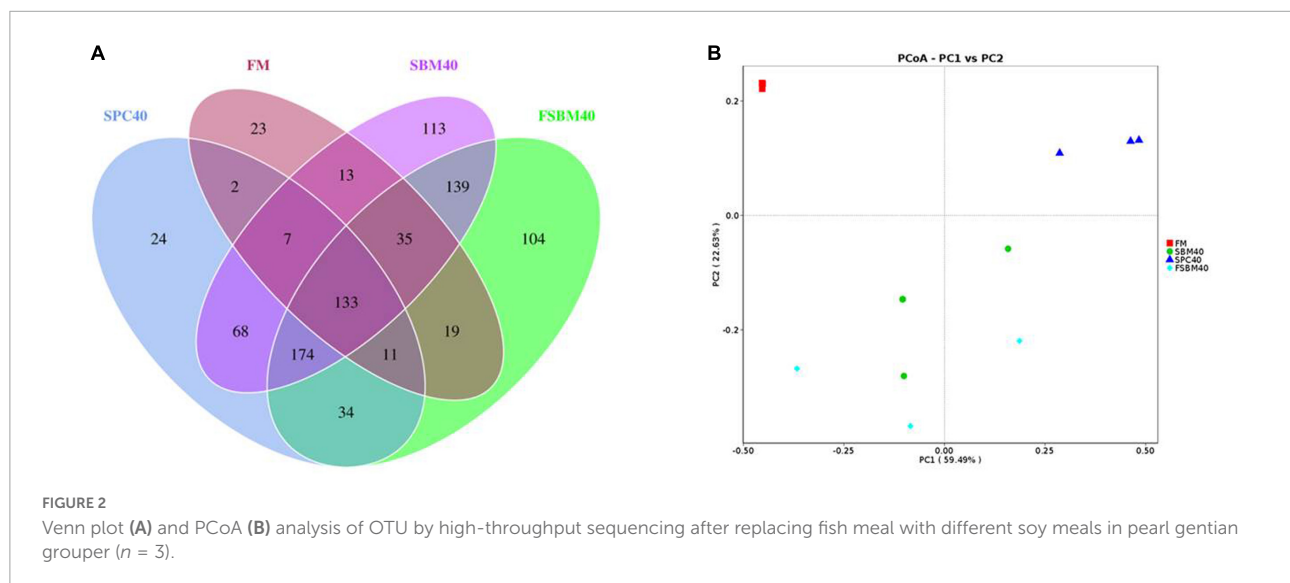 A
FM
SBM40
SPC40
FSBM40
23
113
2
13
139
24
7
35
104
133
68
174
11
19
34
B
PCoA - PC1 vs PC2
PC2 ( 22.63%)
0.2
0.0
-0.2
-0.50
-0.25
0.00
0.25
0.50
PC1 ( 59.49%)
FM
SBM40
SPC40
FSBM40
FIGURE 2
Venn plot (A) and PCoA (B) analysis of OTU by high-throughput sequencing after replacing fish meal with different soy meals in pearl gentian
grouper (n = 3).